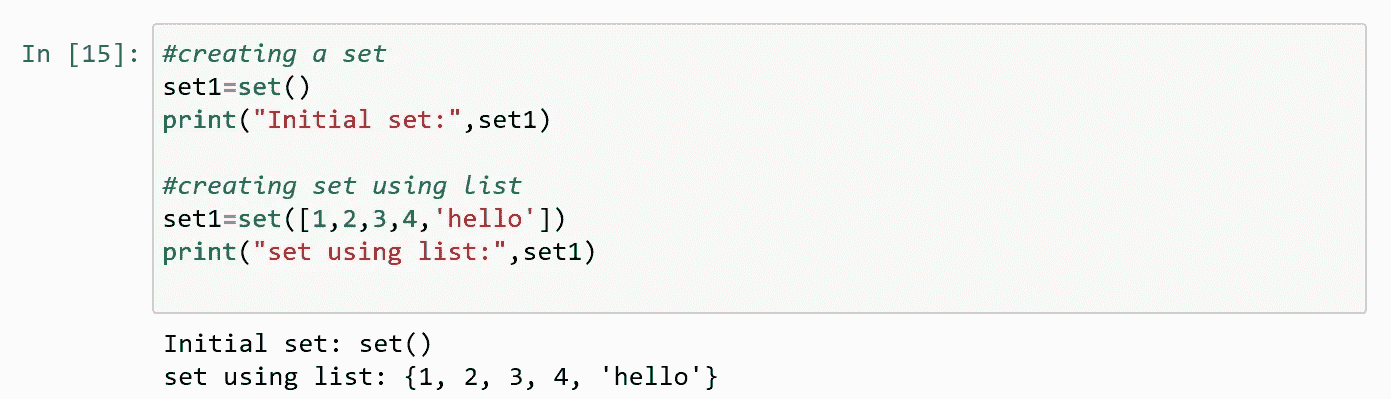 In [15]: #creating a set
set1=set()
print("Initial set:",set1)
#creating set using list
set1=set([1,2,3,4,'hello'])
print("set using list:",set1)
Initial set: set()
set using list: {1, 2, 3, 4, 'hello'}